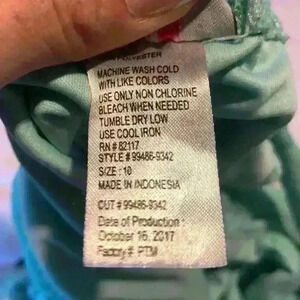 POLYESTER
MACHINE WASH COLD
WITH LIKE COLORS
USE ONLY NON CHLORINE
BLEACH WHEN NEEDED
TUMBLE DRY LOW
USE COOL IRON
RN # 82117
STYLE # 99486-9342
SIZE : 10
MADE IN INDONESIA
CUT # 99486-9342
Date of Production :
October 16, 2017
Factory# PTM